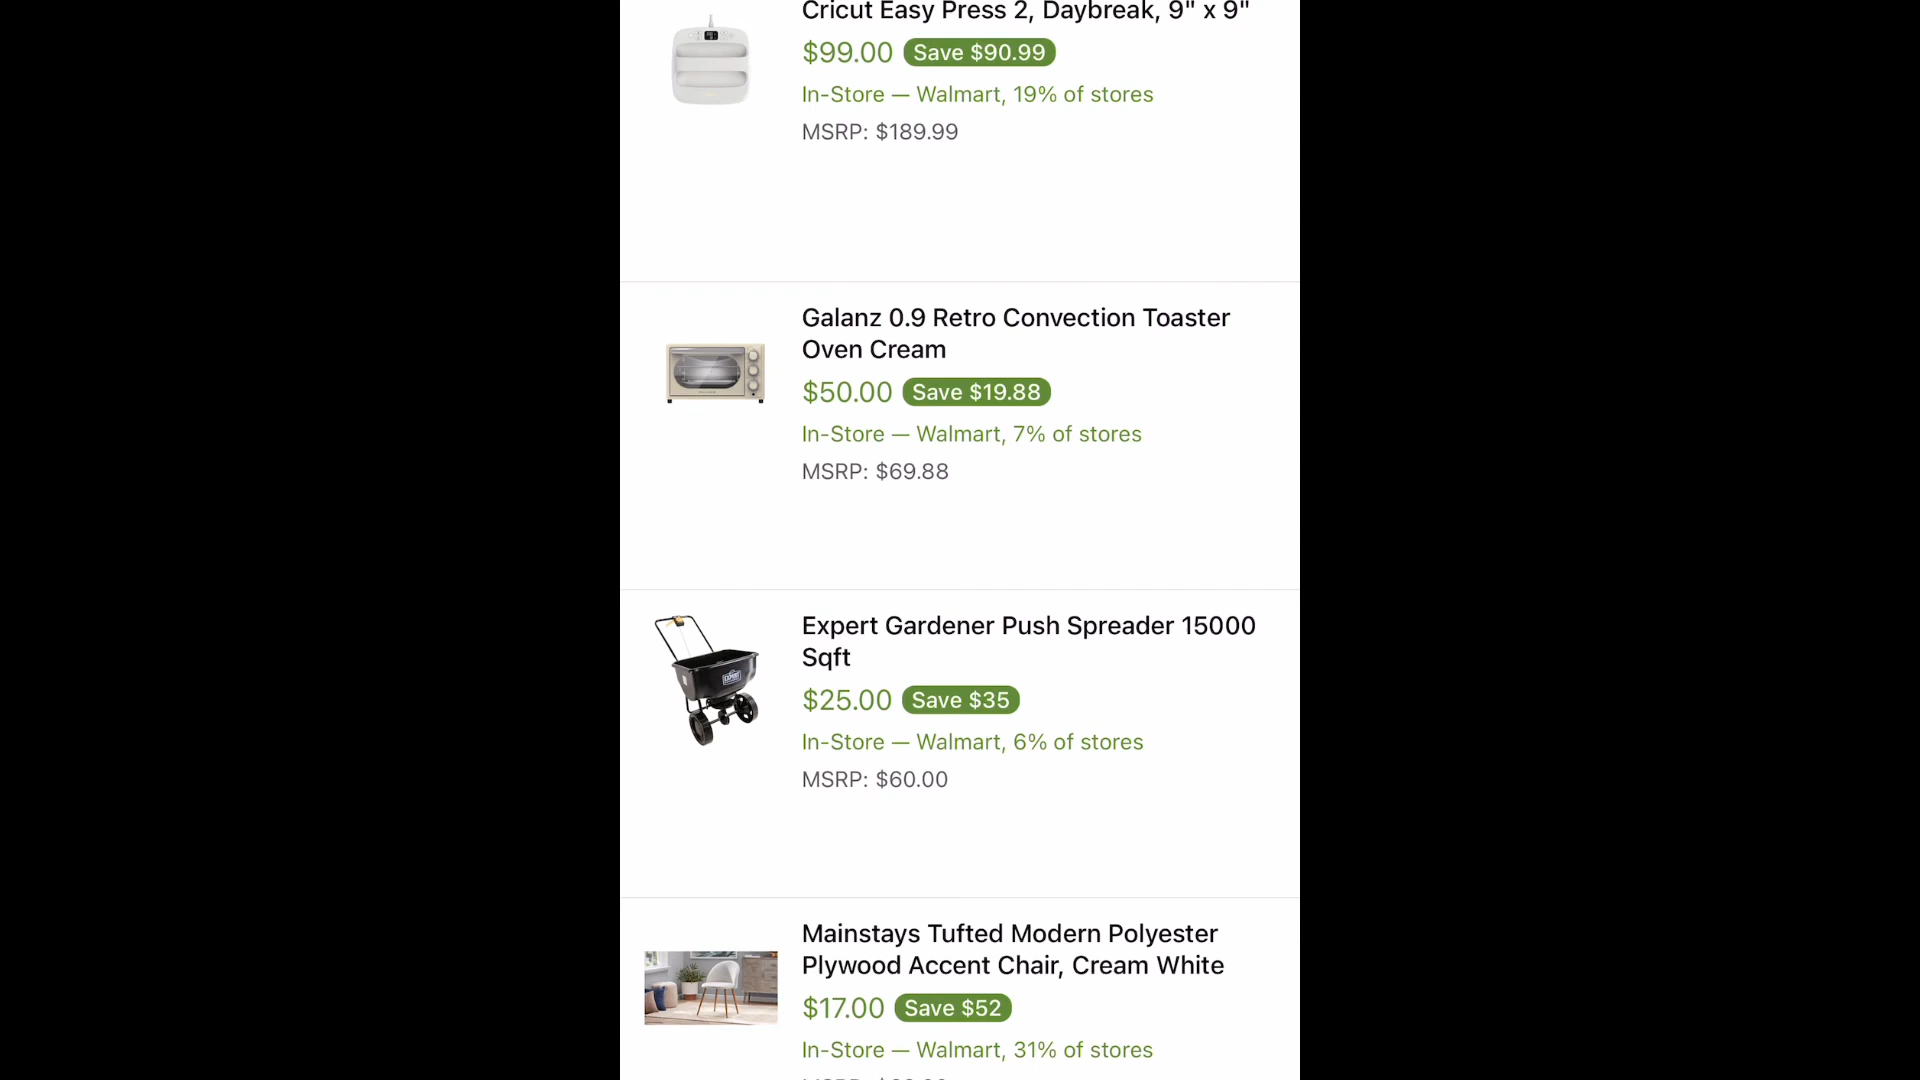 Cricut Easy Press 2, Daybreak, 9" x 9"
$99.00 Save $90.99
In-Store — Walmart, 19% of stores
MSRP: $189.99
Galanz 0.9 Retro Convection Toaster
Oven Cream
$50.00 Save $19.88
In-Store — Walmart, 7% of stores
MSRP: $69.88
Expert Gardener Push Spreader 15000
Sqft
$25.00 Save $35
In-Store — Walmart, 6% of stores
MSRP: $60.00
Mainstays Tufted Modern Polyester
Plywood Accent Chair, Cream White
$17.00 Save $52
In-Store — Walmart, 31% of stores